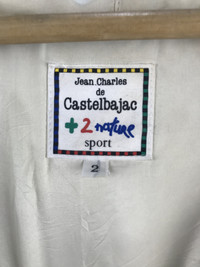 Jean.Charles
de
Castelbajac
+2 nature
sport
2